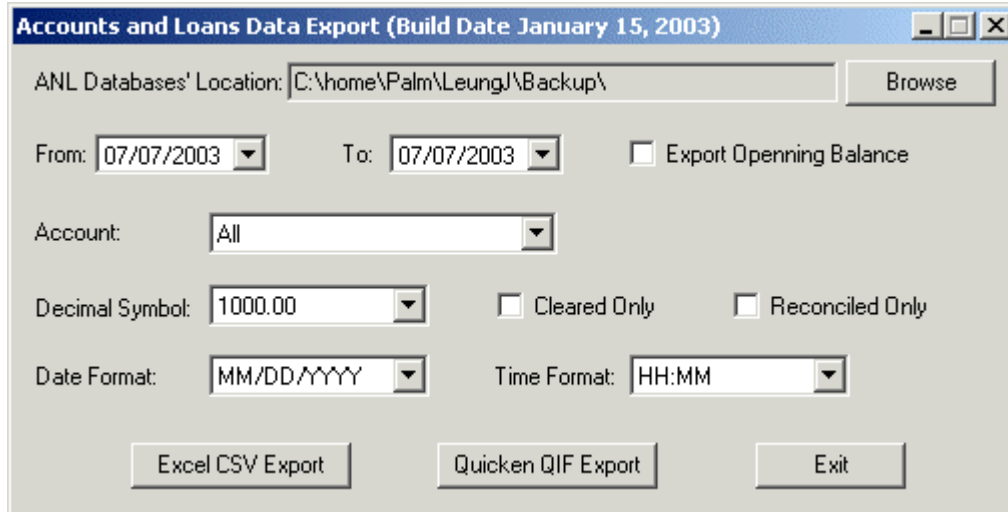 Accounts and Loans Data Export (Build Date January 15, 2003)
ANL Databases' Location: C:\home\Palm\LeungJ\Backup\ Browse
From: 07/07/2003 To: 07/07/2003 Export Openning Balance
Account: All
Decimal Symbol: 1000.00 Cleared Only Reconciled Only
Date Format: MM/DD/YYYY Time Format: HH:MM
Excel CSV Export Quicken QIF Export Exit